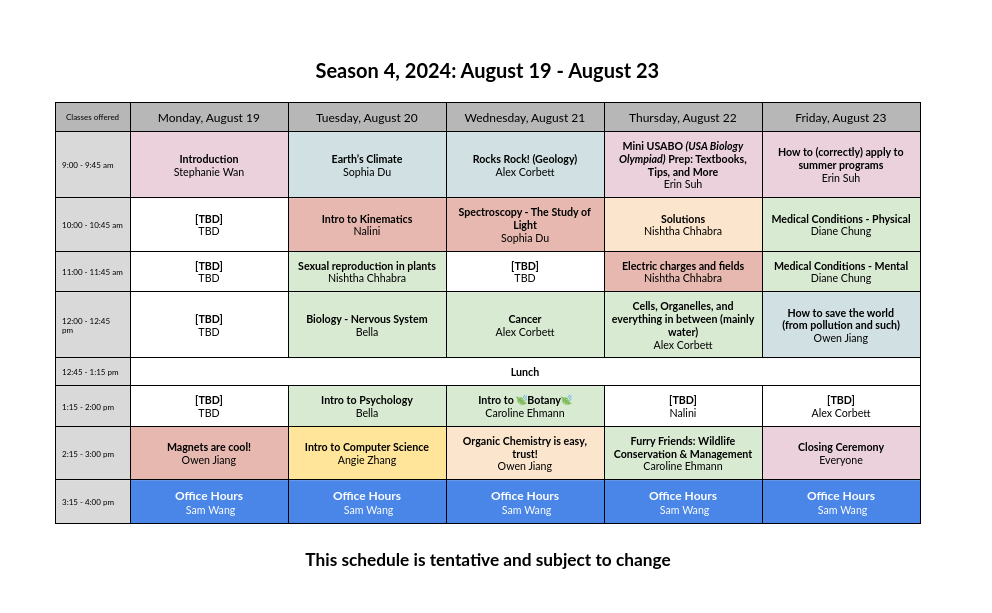 Season 4, 2024: August 19 - August 23
Classes offered
Monday, August 19
Tuesday, August 20
Wednesday, August 21
Thursday, August 22
Friday, August 23
9:00 - 9:45 am
Introduction
Stephanie Wan
Earth's Climate
Sophia Du
Rocks Rock! (Geology)
Alex Corbett
Mini USABO (USA Biology
Olympiad) Prep: Textbooks,
Tips, and More
Erin Suh
How to (correctly) apply to
summer programs
Erin Suh
10:00 - 10:45 am
[TBD]
TBD
Intro to Kinematics
Nalini
Spectroscopy - The Study of
Light
Sophia Du
Solutions
Nishtha Chhabra
Medical Conditions - Physical
Diane Chung
11:00 - 11:45 am
[TBD]
TBD
Sexual reproduction in plants
Nishtha Chhabra
[TBD]
TBD
Electric charges and fields
Nishtha Chhabra
Medical Conditions - Mental
Diane Chung
12:00 - 12:45
pm
[TBD]
TBD
Biology - Nervous System
Bella
Cancer
Alex Corbett
Cells, Organelles, and
everything in between (mainly
water)
Alex Corbett
How to save the world
(from pollution and such)
Owen Jiang
12:45 - 1:15 pm
Lunch
1:15 - 2:00 pm
[TBD]
TBD
Intro to Psychology
Bella
Intro to 🌿Botany🌿
Caroline Ehmann
[TBD]
Nalini
[TBD]
Alex Corbett
2:15 - 3:00 pm
Magnets are cool!
Owen Jiang
Intro to Computer Science
Angie Zhang
Organic Chemistry is easy,
trust!
Owen Jiang
Furry Friends: Wildlife
Conservation & Management
Caroline Ehmann
Closing Ceremony
Everyone
3:15 - 4:00 pm
Office Hours
Sam Wang
Office Hours
Sam Wang
Office Hours
Sam Wang
Office Hours
Sam Wang
Office Hours
Sam Wang
This schedule is tentative and subject to change